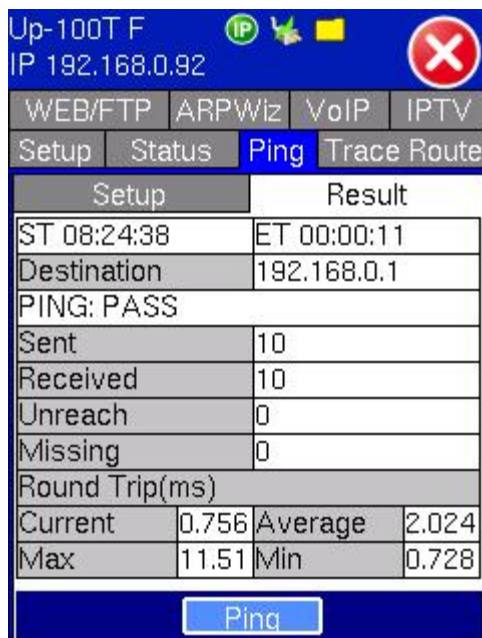 Up-100T F IP
IP 192.168.0.92
WEB/FTP ARPWiz VoIP IPTV
Setup Status Ping Trace Route
Setup Result
ST 08:24:38 ET 00:00:11
Destination 192.168.0.1
PING: PASS
Sent 10
Received 10
Unreach 0
Missing 0
Round Trip(ms)
Current 0.756 Average 2.024
Max 11.51 Min 0.728
Ping